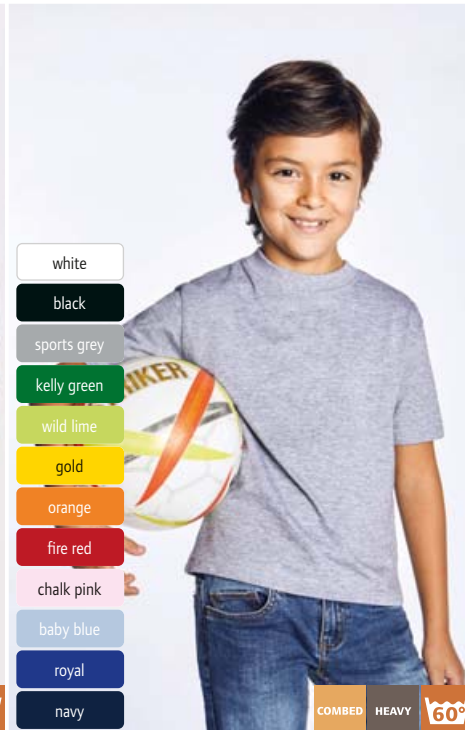 white
black
sports grey
kelly green
wild lime
gold
orange
fire red
chalk pink
baby blue
royal
navy
RIKER
COMBED
HEAVY
60°